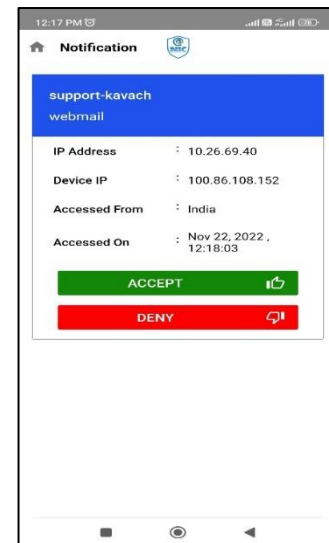 12:17 PM
Notification
support-kavach
webmail
IP Address : 10.26.69.40
Device IP : 100.86.108.152
Accessed From : India
Accessed On : Nov 22, 2022 ,
12:18:03
ACCEPT
DENY